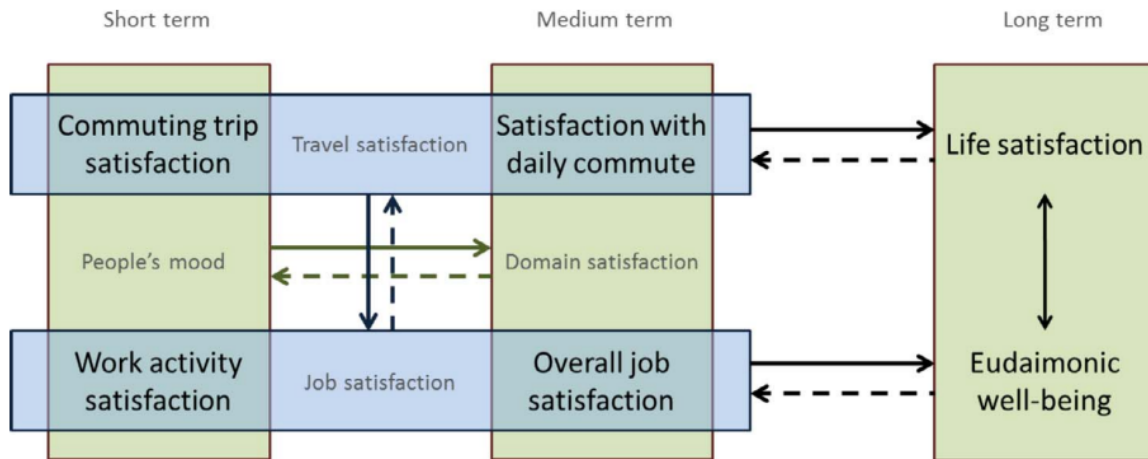 Short term
Medium term
Long term
Commuting trip
satisfaction
Travel satisfaction
Satisfaction with
daily commute
Life satisfaction
People's mood
Domain satisfaction
Work activity
satisfaction
Job satisfaction
Overall job
satisfaction
Eudaimonic
well-being